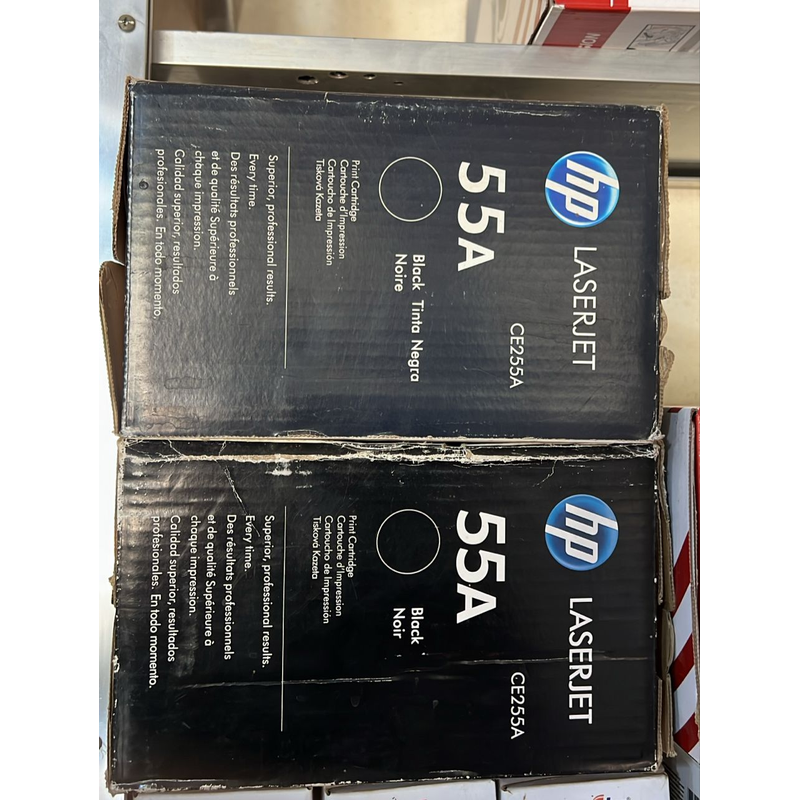 hp LASERJET
55A
CE255A
Black Tinta Negra
Noire
Print Cartridge
Cartouche d'Impression
Cartucho de Impresión
Tisková Kazeta
Superior, professional results.
Every time.
Des résultats professionnels
et de qualité Supérieure à
chaque impression.
Calidad superior, resultados
profesionales. En todo momento.
hp LASERJET
55A
CE255A
Black
Noir
Print Cartridge
Cartouche d'Impression
Cartoucho de Impresión
Tisková Kazeta
Superior, professional results.
Every time.
Des résultats professionnels
et de qualité Supérieure à
chaque impression.
Calidad superior, resultados
profesionales. En todo momento.